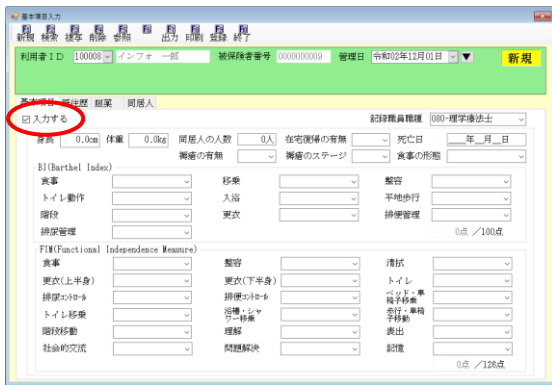 基本項目入力
新規 検索 複写 削除 参照 出力 印刷 登録 終了
利用者ID 100008 インフォ 一郎 被保険者番号 0000000009 管理日 令和02年12月01日 新規
基本項目 既往歴 服薬 同居人
入力する 記録職員職種 080-理学療法士
身長 0.0cm 体重 0.0kg 同居人の人数 0人 在宅復帰の有無 死亡日 __年__月__日
褥瘡の有無 褥瘡のステージ 食事の形態
BI(Barthel Index)
食事 移乗 整容
トイレ動作 入浴 平地歩行
階段 更衣 排便管理
排尿管理 0点 /100点
FIM(Functional Independence Measure)
食事 整容 清拭
更衣(上半身) 更衣(下半身) トイレ
排尿コントロール 排便コントロール ベッド・車椅子移乗
トイレ移乗 浴槽・シャワー移乗 歩行・車椅子移動
階段移動 理解 表出
社会的交流 問題解決 記憶
0点 /126点